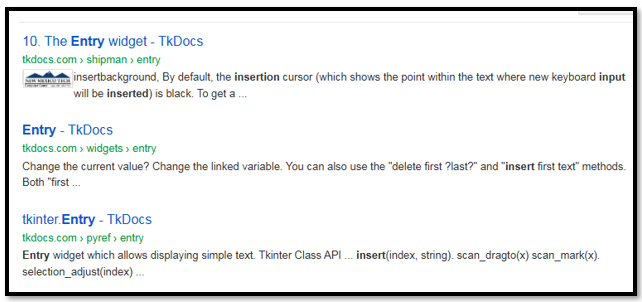 10. The Entry widget - TkDocs
tkdocs.com › shipman › entry
insertbackground, By default, the insertion cursor (which shows the point within the text where new keyboard input
will be inserted) is black. To get a ...
Entry - TkDocs
tkdocs.com › widgets › entry
Change the current value? Change the linked variable. You can also use the "delete first ?last?" and "insert first text" methods.
Both "first ...
tkinter.Entry - TkDocs
tkdocs.com › pyref › entry
Entry widget which allows displaying simple text. Tkinter Class API ... insert(index, string). scan_dragto(x) scan_mark(x).
selection_adjust(index) ...